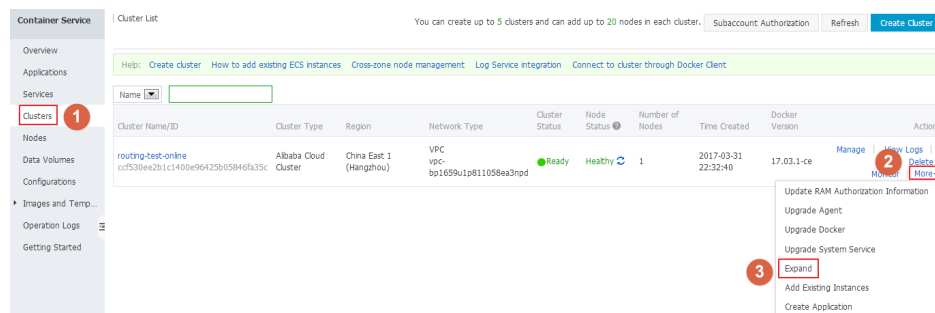 Container Service
Overview
Applications
Services
Clusters
1
Nodes
Data Volumes
Configurations
Images and Temp...
Operation Logs
Getting Started
Cluster List
You can create up to 5 clusters and can add up to 20 nodes in each cluster.
Subaccount Authorization
Refresh
Create Cluster
Help: Create cluster How to add existing ECS instances Cross-zone node management Log Service integration Connect to cluster through Docker Client
Name
Cluster Name/ID
Cluster Type
Region
Network Type
Cluster
Status
Node
Status
Number of
Nodes
Time Created
Docker
Version
Action
routing-test-online
ccf530ee2b1c1400e96425b05846fa35c
Alibaba Cloud
Cluster
China East 1
(Hangzhou)
VPC
vpc-
bp1659u1p811058ea3npd
Ready
Healthy
1
2017-03-31
22:32:40
17.03.1-ce
Manage | View Logs |
2
Delete
Monitor | More
Update RAM Authorization Information
Upgrade Agent
Upgrade Docker
Upgrade System Service
3
Expand
Add Existing Instances
Create Application